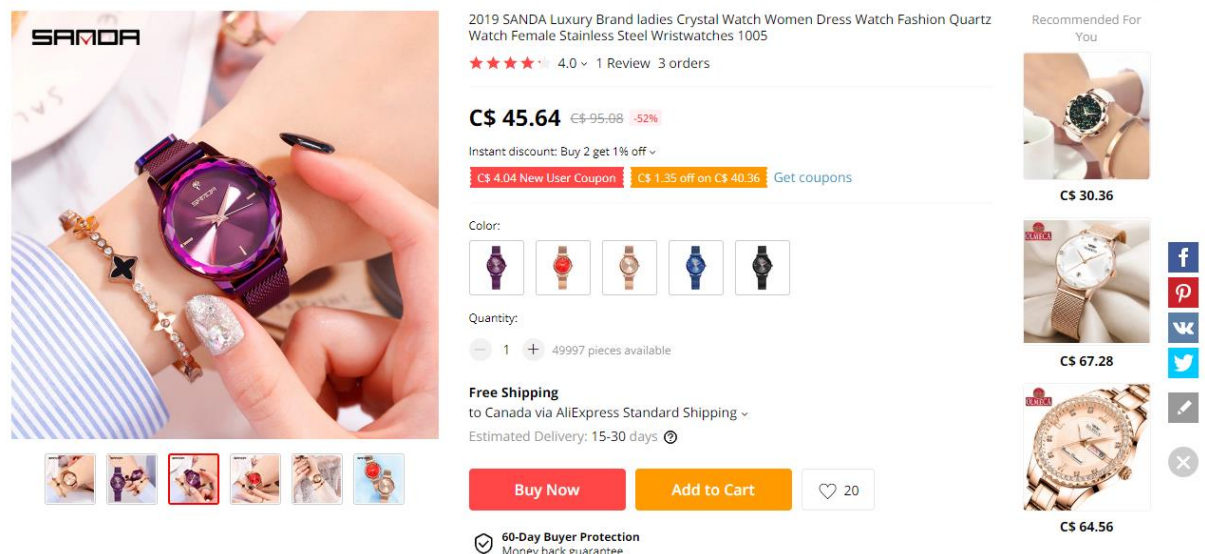 SANDA
SANDA
2019 SANDA Luxury Brand ladies Crystal Watch Women Dress Watch Fashion Quartz
Watch Female Stainless Steel Wristwatches 1005
4.0 1 Review 3 orders
C$ 45.64 C$ 95.08 -52%
Instant discount: Buy 2 get 1% off
C$ 4.04 New User Coupon C$ 1.35 off on C$ 40.36 Get coupons
Color:
Quantity:
1 49997 pieces available
Free Shipping
to Canada via AliExpress Standard Shipping
Estimated Delivery: 15-30 days
Buy Now Add to Cart 20
60-Day Buyer Protection
Money back guarantee
Recommended For
You
C$ 30.36
OLMECA
C$ 67.28
OLMECA
C$ 64.56